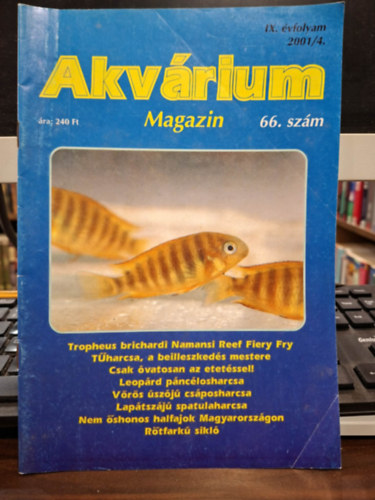 IX. évfolyam
2001/4.
Akvárium
ára: 240 Ft
Magazin
66. szám
Tropheus brichardi Namansi Reef Fiery Fry
Tűharcsa, a beilleszkedés mestere
Csak óvatosan az etetéssel!
Leopárd páncélosharcsa
Vörös úszójú csáposharcsa
Lapátszájú spatulaharcsa
Nem őshonos halfajok Magyarországon
Rőtfarkú sikló